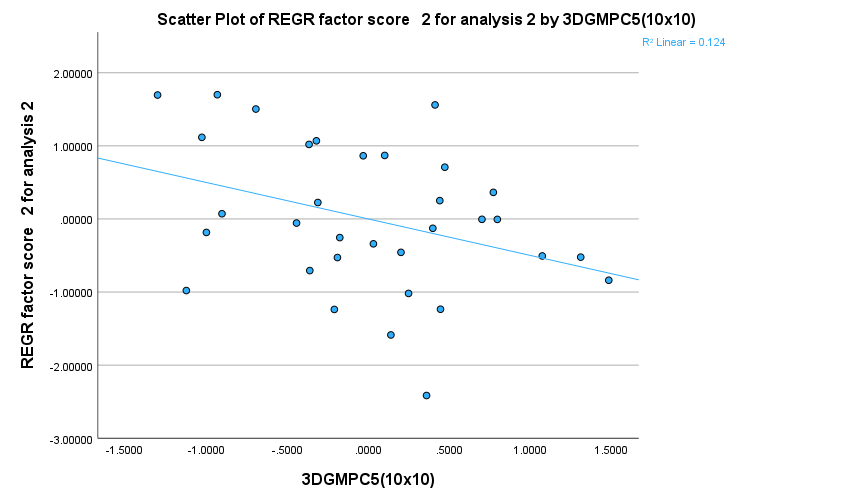 Scatter Plot of REGR factor score   2 for analysis 2 by 3DGMPC5(10x10)
R² Linear = 0.124
REGR factor score   2 for analysis 2
2.00000
1.00000
.00000
-1.00000
-2.00000
-3.00000
-1.5000 -1.0000 -.5000 .0000 .5000 1.0000 1.5000
3DGMPC5(10x10)